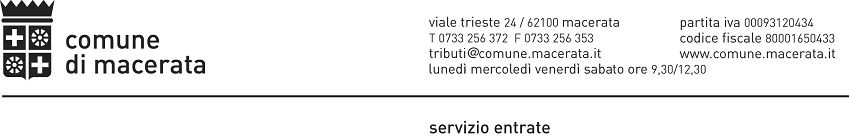 comune
di macerata
viale trieste 24 / 62100 macerata
T 0733 256 372 F 0733 256 353
tributi@comune.macerata.it
lunedì mercoledì venerdì sabato ore 9,30/12,30
partita iva 00093120434
codice fiscale 80001650433
www.comune.macerata.it
servizio entrate